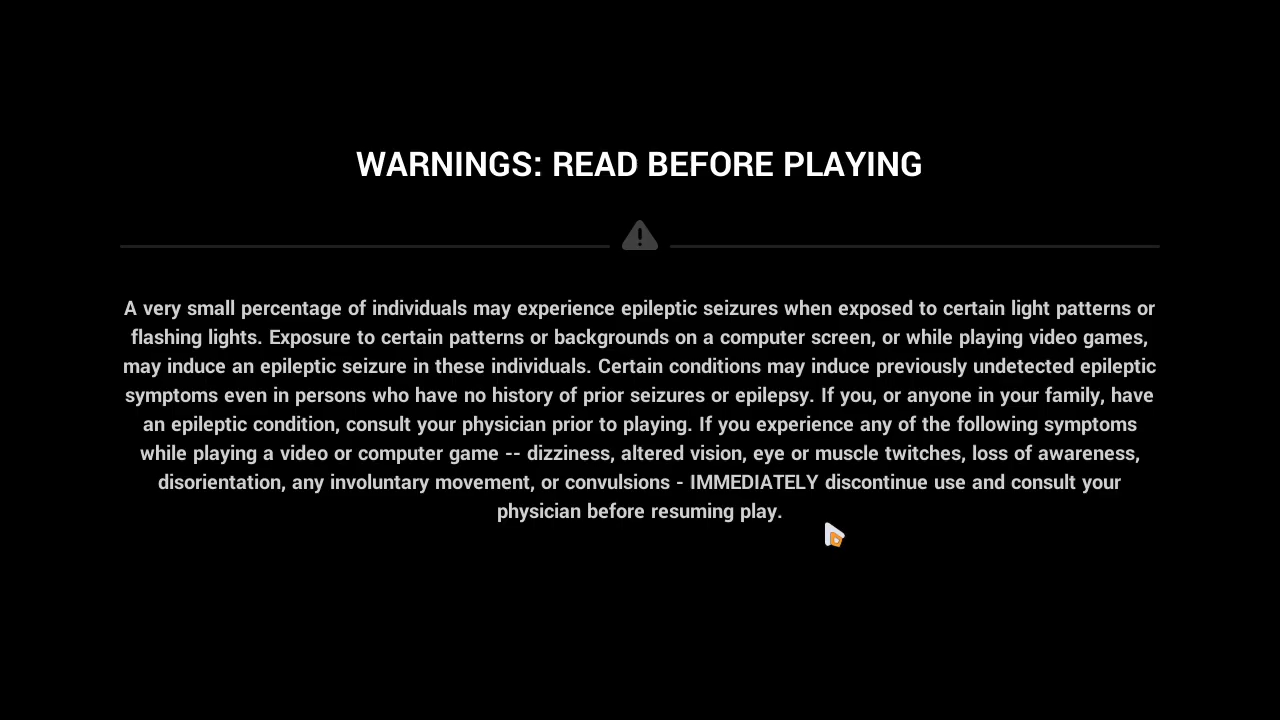 WARNINGS: READ BEFORE PLAYING
A very small percentage of individuals may experience epileptic seizures when exposed to certain light patterns or
flashing lights. Exposure to certain patterns or backgrounds on a computer screen, or while playing video games,
may induce an epileptic seizure in these individuals. Certain conditions may induce previously undetected epileptic
symptoms even in persons who have no history of prior seizures or epilepsy. If you, or anyone in your family, have
an epileptic condition, consult your physician prior to playing. If you experience any of the following symptoms
while playing a video or computer game -- dizziness, altered vision, eye or muscle twitches, loss of awareness,
disorientation, any involuntary movement, or convulsions - IMMEDIATELY discontinue use and consult your
physician before resuming play.